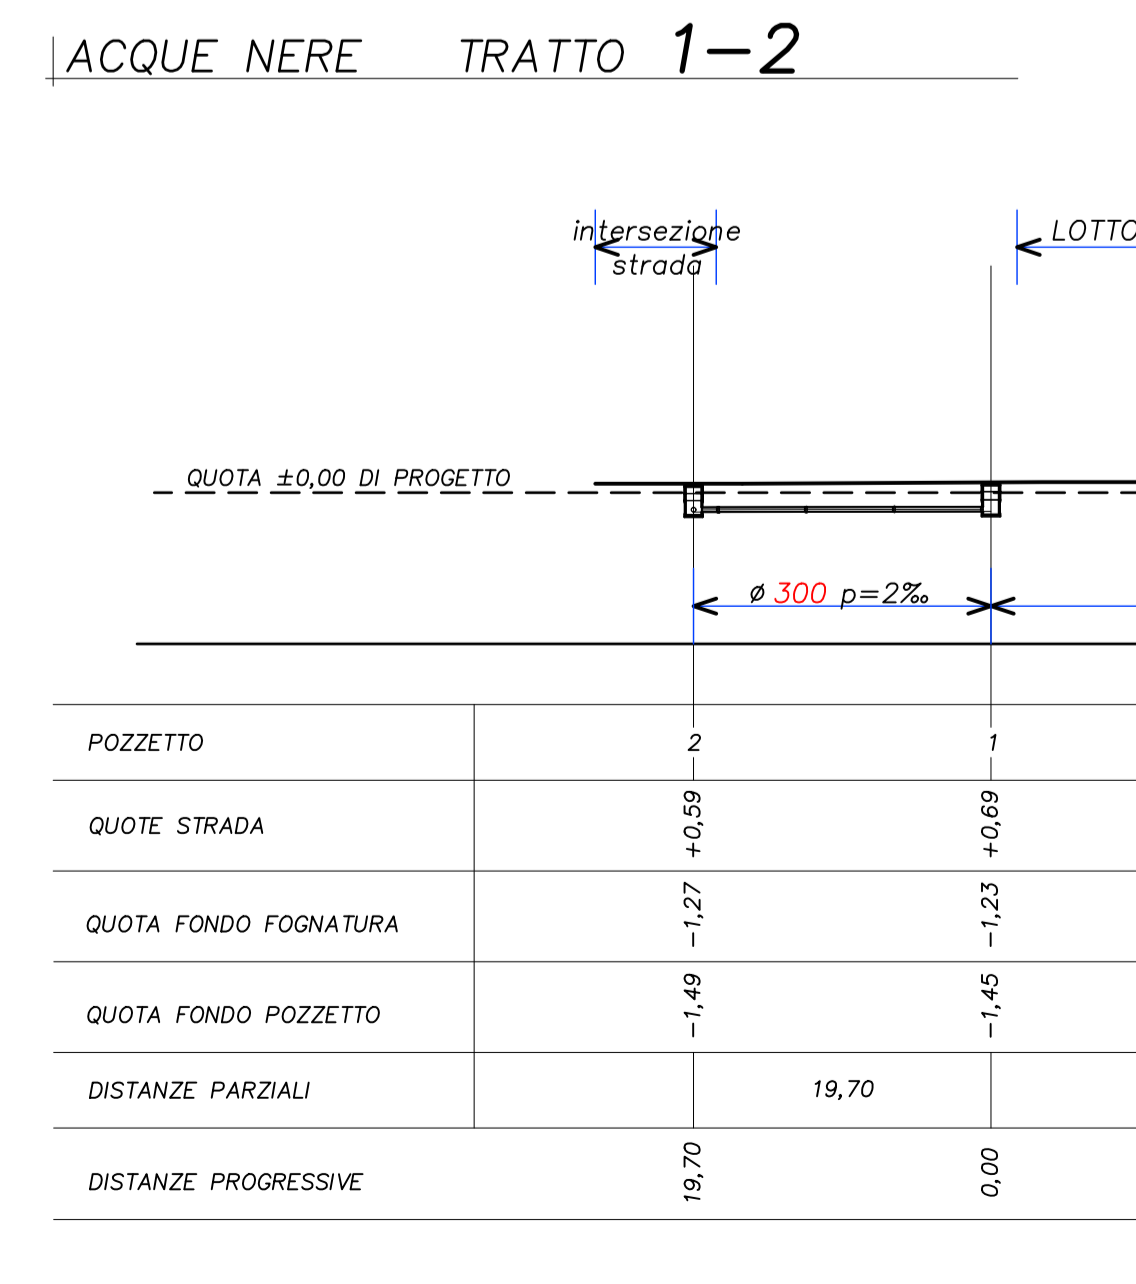 ACQUE NERE TRATTO 1–2
intersezione
strada
LOTTO
QUOTA ±0,00 DI PROGETTO
ø 300 p=2‰
POZZETTO 2 1
QUOTE STRADA +0,59 +0,69
QUOTA FONDO FOGNATURA −1,27 −1,23
QUOTA FONDO POZZETTO −1,49 −1,45
DISTANZE PARZIALI 19,70
DISTANZE PROGRESSIVE 19,70 0,00